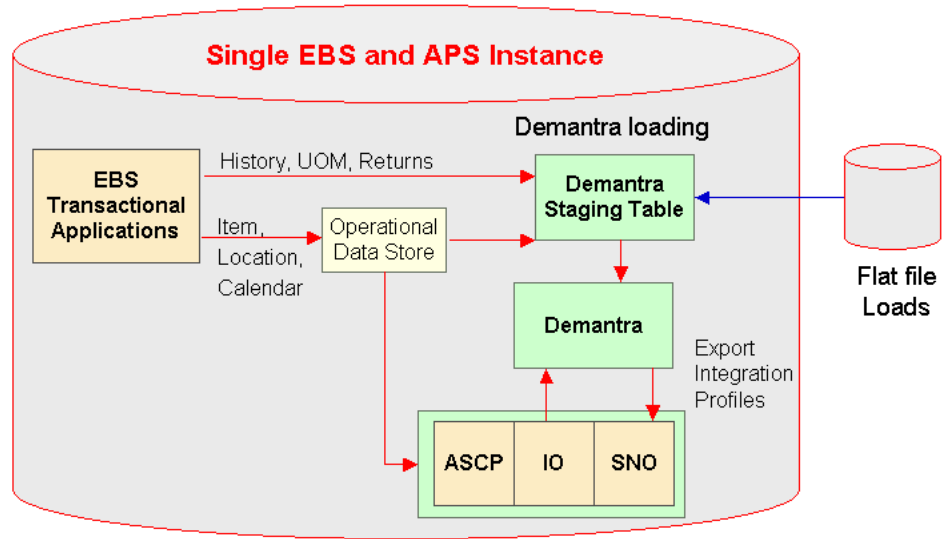 Single EBS and APS Instance
Demantra loading
History, UOM, Returns
EBS
Transactional
Applications
Demantra
Staging Table
Item,
Location,
Calendar
Operational
Data Store
Flat file
Loads
Demantra
Export
Integration
Profiles
ASCP
IO
SNO